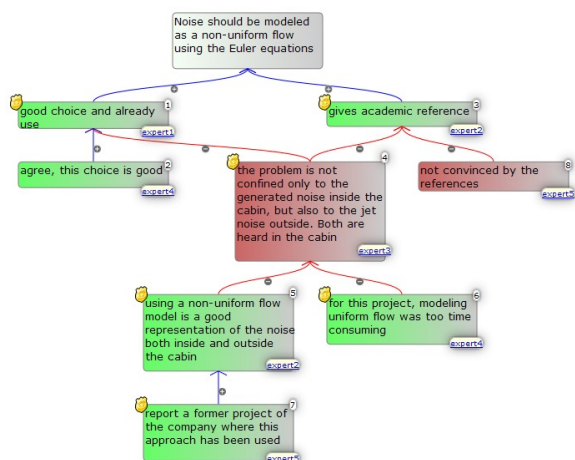 Noise should be modeled
as a non-uniform flow
using the Euler equations
+
+
1
good choice and already
use
expert1
3
gives academic reference
expert2
+
-
-
-
2
agree, this choice is good
expert4
4
the problem is not
confined only to the
generated noise inside the
cabin, but also to the jet
noise outside. Both are
heard in the cabin
expert3
8
not convinced by the
references
expert5
-
-
5
using a non-uniform flow
model is a good
representation of the noise
both inside and outside
the cabin
expert2
6
for this project, modeling
uniform flow was too time
consuming
expert4
+
7
report a former project of
the company where this
approach has been used
expert5